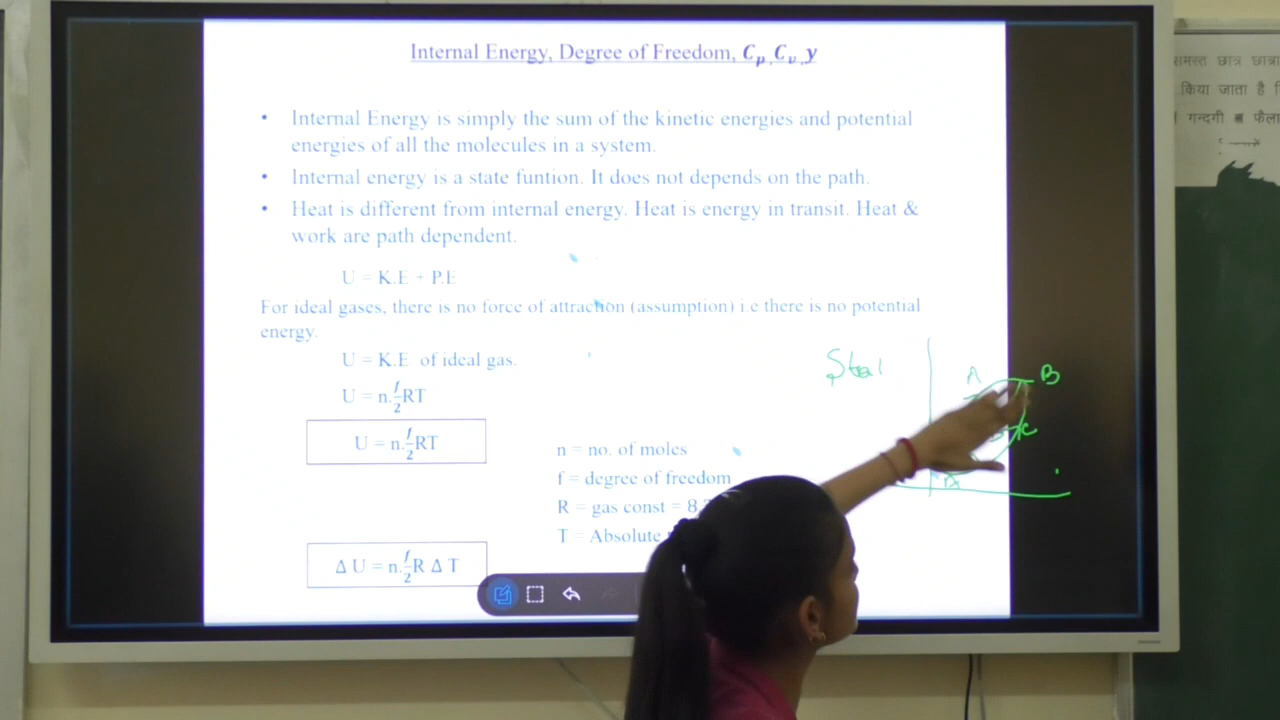 Internal Energy, Degree of Freedom, Cₚ, Cᵥ, γ
• Internal Energy is simply the sum of the kinetic energies and potential
energies of all the molecules in a system.
• Internal energy is a state funtion. It does not depends on the path.
• Heat is different from internal energy. Heat is energy in transit. Heat &
work are path dependent.
U = K.E + P.E
For ideal gases, there is no force of attraction (assumption) i.e there is no potential
energy.
U = K.E of ideal gas.
U = n.f/2RT
U = n.f/2RT
n = no. of moles
f = degree of freedom
R = gas const = 8.
T = Absolute
Δ U = n.f/2R Δ T
A B
C
समस्त छात्र छात्रा
किया जाता है
गन्दगी